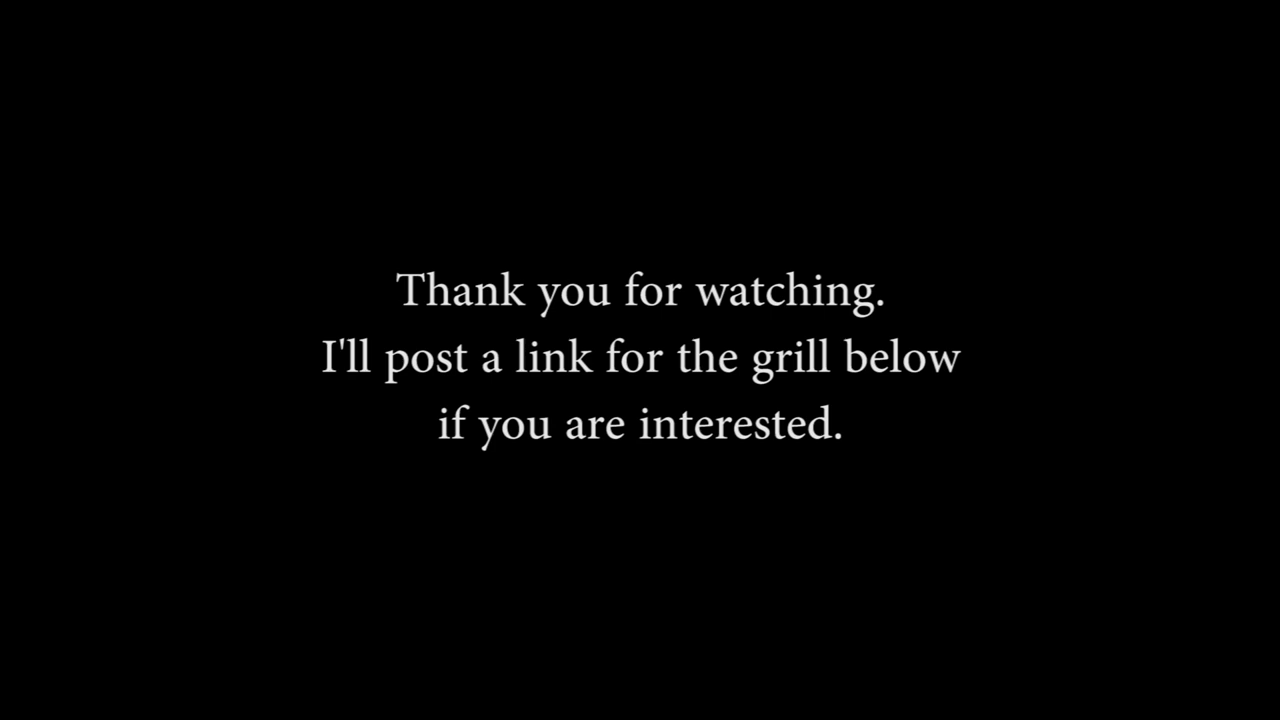 Thank you for watching.
I'll post a link for the grill below
if you are interested.